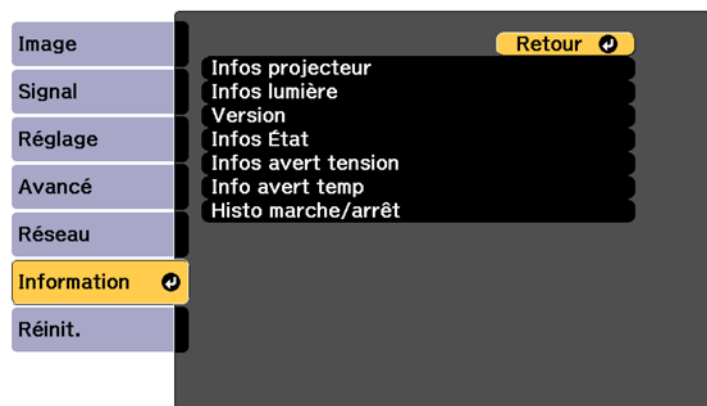 Image
Signal
Réglage
Avancé
Réseau
Information
Réinit.
Retour
Infos projecteur
Infos lumière
Version
Infos État
Infos avert tension
Info avert temp
Histo marche/arrêt